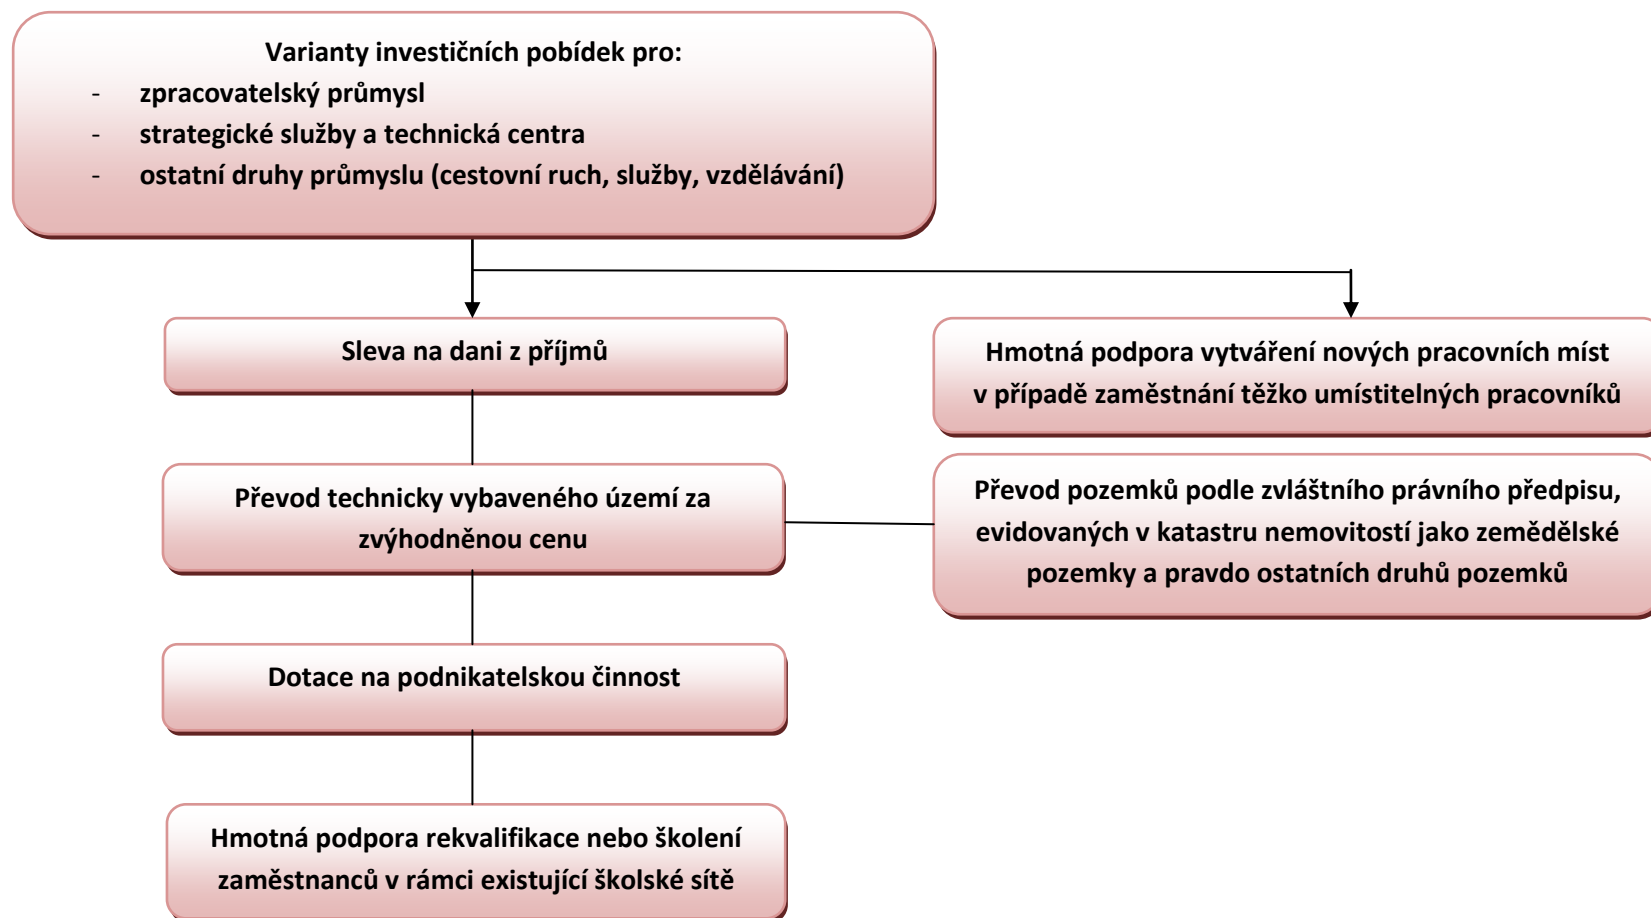 Varianty investičních pobídek pro:
- zpracovatelský průmysl
- strategické služby a technická centra
- ostatní druhy průmyslu (cestovní ruch, služby, vzdělávání)
Sleva na dani z příjmů
Hmotná podpora vytváření nových pracovních míst
v případě zaměstnání těžko umístitelných pracovníků
Převod technicky vybaveného území za
zvýhodněnou cenu
Převod pozemků podle zvláštního právního předpisu,
evidovaných v katastru nemovitostí jako zemědělské
pozemky a pravdo ostatních druhů pozemků
Dotace na podnikatelskou činnost
Hmotná podpora rekvalifikace nebo školení
zaměstnanců v rámci existující školské sítě